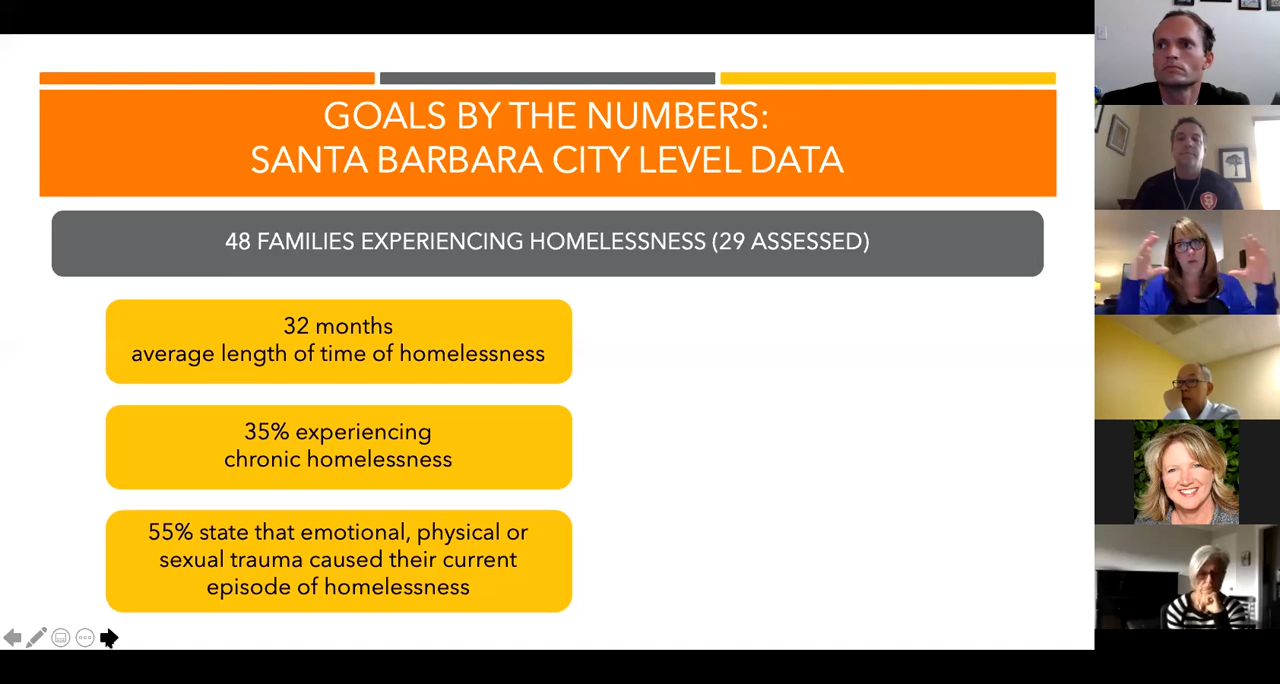 GOALS BY THE NUMBERS:
SANTA BARBARA CITY LEVEL DATA
48 FAMILIES EXPERIENCING HOMELESSNESS (29 ASSESSED)
32 months
average length of time of homelessness
35% experiencing
chronic homelessness
55% state that emotional, physical or
sexual trauma caused their current
episode of homelessness